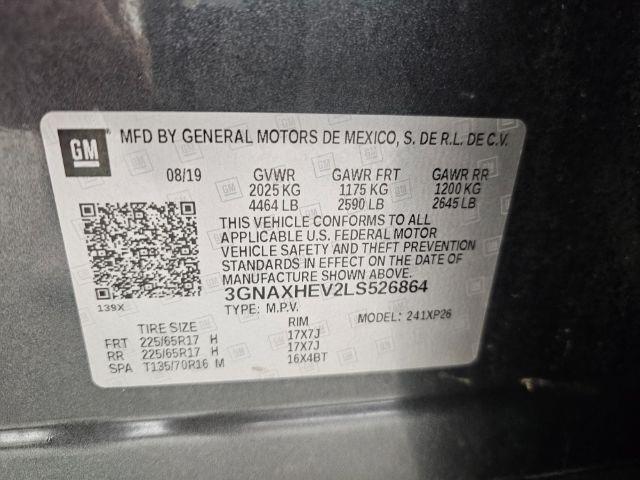 GM MFD BY GENERAL MOTORS DE MEXICO, S. DE R.L. DE C.V.
08/19 GVWR GAWR FRT GAWR RR
2025 KG 1175 KG 1200 KG
4464 LB 2590 LB 2645 LB
THIS VEHICLE CONFORMS TO ALL
APPLICABLE U.S. FEDERAL MOTOR
VEHICLE SAFETY AND THEFT PREVENTION
STANDARDS IN EFFECT ON THE DATE OF
MANUFACTURE SHOWN ABOVE.
3GNAXHEV2LS526864
139X
TYPE: M.P.V. MODEL: 241XP26
TIRE SIZE RIM
FRT 225/65R17 H 17X7J
RR 225/65R17 H 17X7J
SPA T135/70R16 M 16X4BT